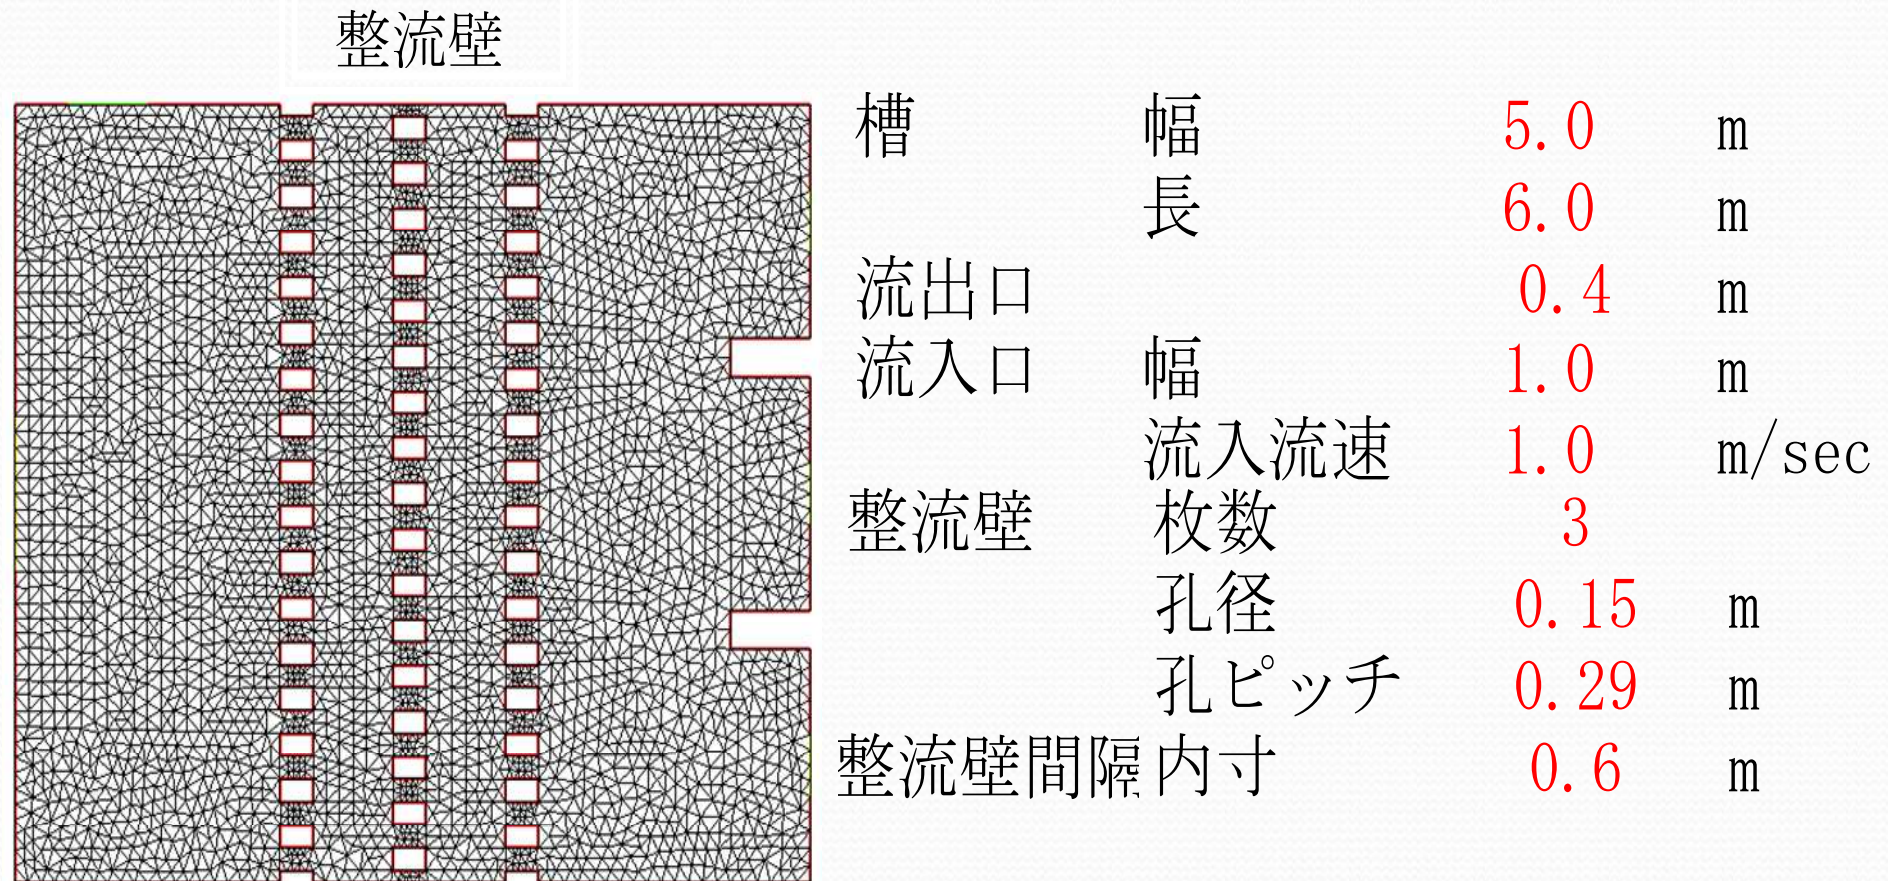 整流壁
槽 幅 5.0 m
長 6.0 m
流出口 0.4 m
流入口 幅 1.0 m
流入流速 1.0 m/sec
整流壁 枚数 3
孔径 0.15 m
孔ピッチ 0.29 m
整流壁間隔 内寸 0.6 m